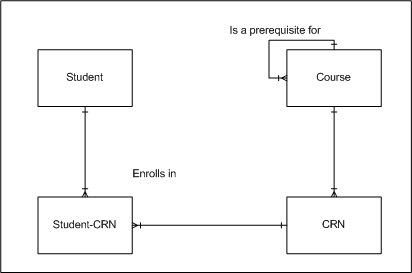 Is a prerequisite for
Student
Course
Enrolls in
Student-CRN
CRN